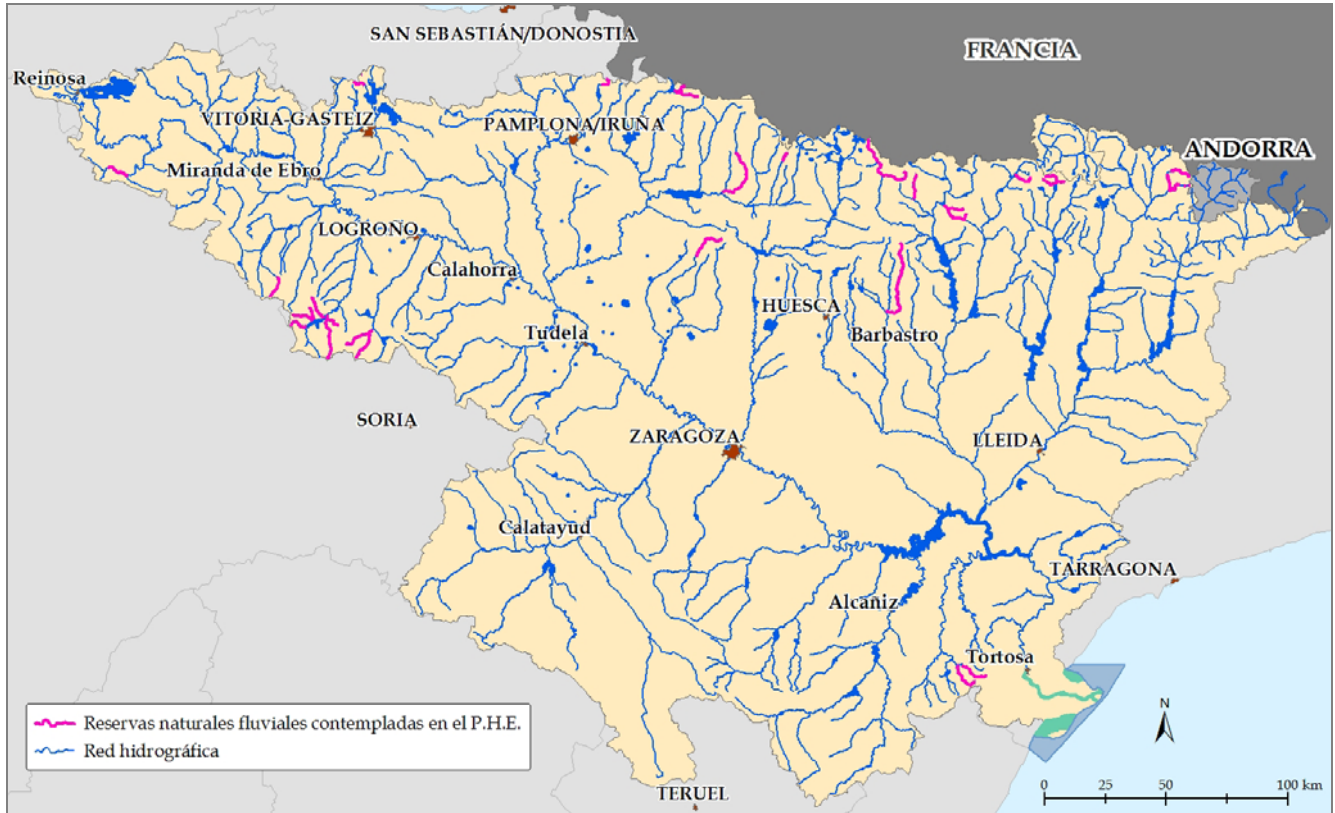 SAN SEBASTIÁN/DONOSTIA
FRANCIA
Reinosa
VITORIA-GASTEIZ
PAMPLONA/IRUÑA
ANDORRA
Miranda de Ebro
LOGROÑO
Calahorra
HUESCA
Tudela
Barbastro
SORIA
ZARAGOZA
LLEIDA
Calatayud
TARRAGONA
Alcañiz
Tortosa
Reservas naturales fluviales contempladas en el P.H.E.
Red hidrográfica
N
0 25 50 100 km
TERUEL